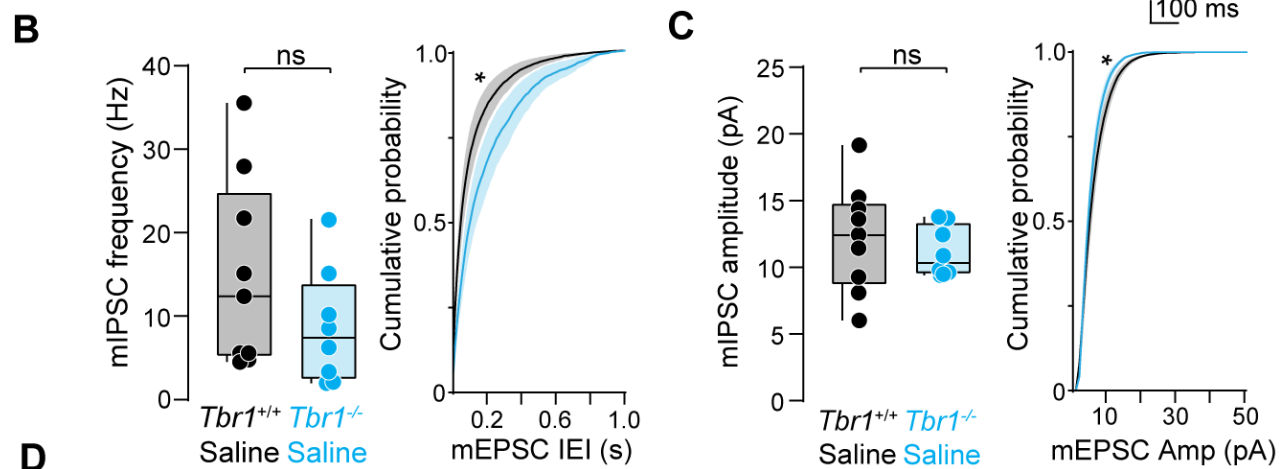 B
mIPSC frequency (Hz)
40
30
20
10
0
ns
Tbr1+/+ Tbr1-/-
Saline Saline
Cumulative probability
1.0
0.5
0
*
0.2 0.6 1.0
mEPSC IEI (s)
C
100 ms
mIPSC amplitude (pA)
25
20
15
10
5
0
ns
Tbr1+/+ Tbr1-/-
Saline Saline
Cumulative probability
1.0
0.5
0
*
10 30 50
mEPSC Amp (pA)
D